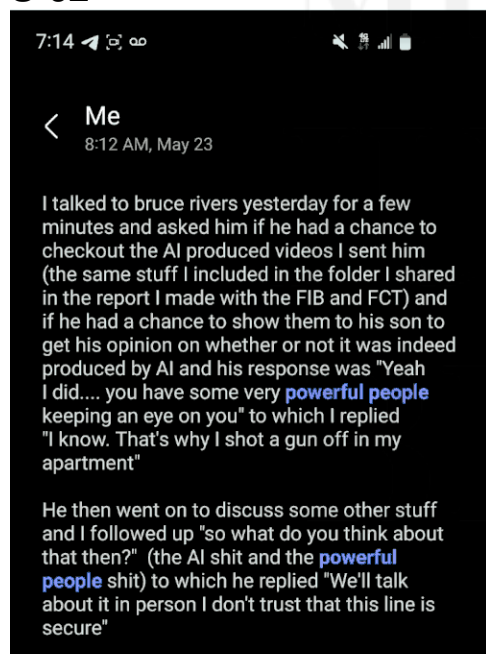 7:14
Me
8:12 AM, May 23
I talked to bruce rivers yesterday for a few
minutes and asked him if he had a chance to
checkout the AI produced videos I sent him
(the same stuff I included in the folder I shared
in the report I made with the FIB and FCT) and
if he had a chance to show them to his son to
get his opinion on whether or not it was indeed
produced by AI and his response was "Yeah
I did.... you have some very powerful people
keeping an eye on you" to which I replied
"I know. That's why I shot a gun off in my
apartment"
He then went on to discuss some other stuff
and I followed up "so what do you think about
that then?" (the AI shit and the powerful
people shit) to which he replied "We'll talk
about it in person I don't trust that this line is
secure"